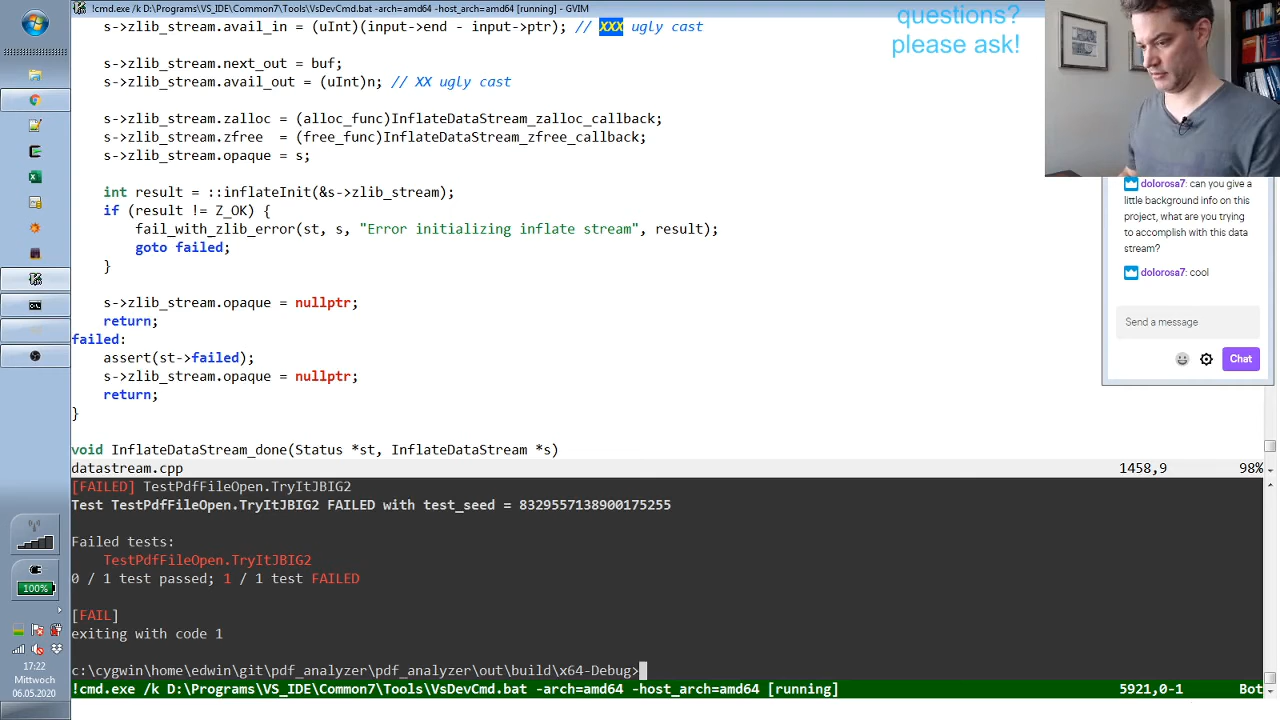 !cmd.exe /k D:\Programs\VS_IDE\Common7\Tools\VsDevCmd.bat -arch=amd64 -host_arch=amd64 [running] - GVIM
s->zlib_stream.avail_in = (uInt)(input->end - input->ptr); // XXX ugly cast
s->zlib_stream.next_out = buf;
s->zlib_stream.avail_out = (uInt)n; // XX ugly cast
s->zlib_stream.zalloc = (alloc_func)InflateDataStream_zalloc_callback;
s->zlib_stream.zfree  = (free_func)InflateDataStream_zfree_callback;
s->zlib_stream.opaque = s;
int result = ::inflateInit(&s->zlib_stream);
if (result != Z_OK) {
fail_with_zlib_error(st, s, "Error initializing inflate stream", result);
goto failed;
}
s->zlib_stream.opaque = nullptr;
return;
failed:
assert(st->failed);
s->zlib_stream.opaque = nullptr;
return;
}
void InflateDataStream_done(Status *st, InflateDataStream *s)
datastream.cpp 1458,9 98%
[FAILED] TestPdfFileOpen.TryItJBIG2
Test TestPdfFileOpen.TryItJBIG2 FAILED with test_seed = 8329557138900175255
Failed tests:
TestPdfFileOpen.TryItJBIG2
0 / 1 test passed; 1 / 1 test FAILED
[FAIL]
exiting with code 1
c:\cygwin\home\edwin\git\pdf_analyzer\pdf_analyzer\out\build\x64-Debug>
!cmd.exe /k D:\Programs\VS_IDE\Common7\Tools\VsDevCmd.bat -arch=amd64 -host_arch=amd64 [running] 5921,0-1 Bot
questions?
please ask!
dolorosa7: can you give a
little background info on this
project, what are you trying
to accomplish with this data
stream?
dolorosa7: cool
Send a message
Chat
100%
17:22
Mittwoch
06.05.2020